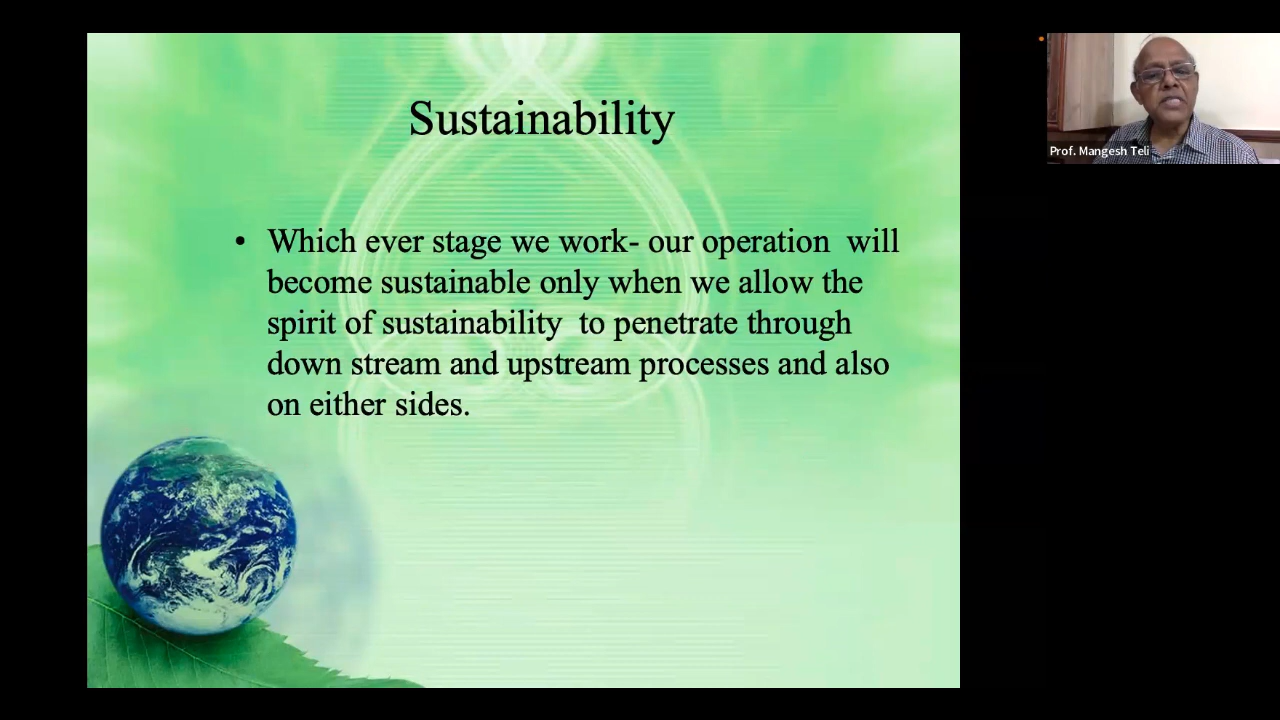 Sustainability
• Which ever stage we work- our operation  will
become sustainable only when we allow the
spirit of sustainability  to penetrate through
down stream and upstream processes and also
on either sides.
Prof. Mangesh Teli